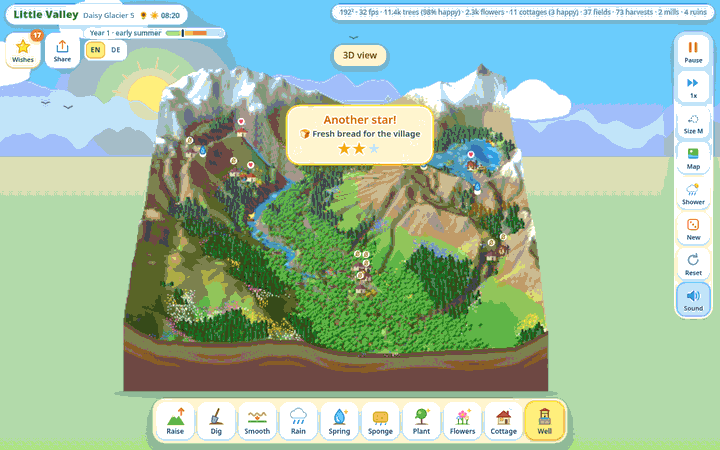 Little Valley Daisy Glacier 5 08:20
192² · 32 fps · 11.4k trees (98% happy) · 2.3k flowers · 11 cottages (3 happy) · 37 fields · 73 harvests · 2 mills · 4 ruins
Year 1 · early summer
17
Wishes
Share
EN
DE
3D view
Another star!
Fresh bread for the village
Pause
1x
Size M
Map
Shower
New
Reset
Sound
Raise
Dig
Smooth
Rain
Spring
Sponge
Plant
Flowers
Cottage
Well